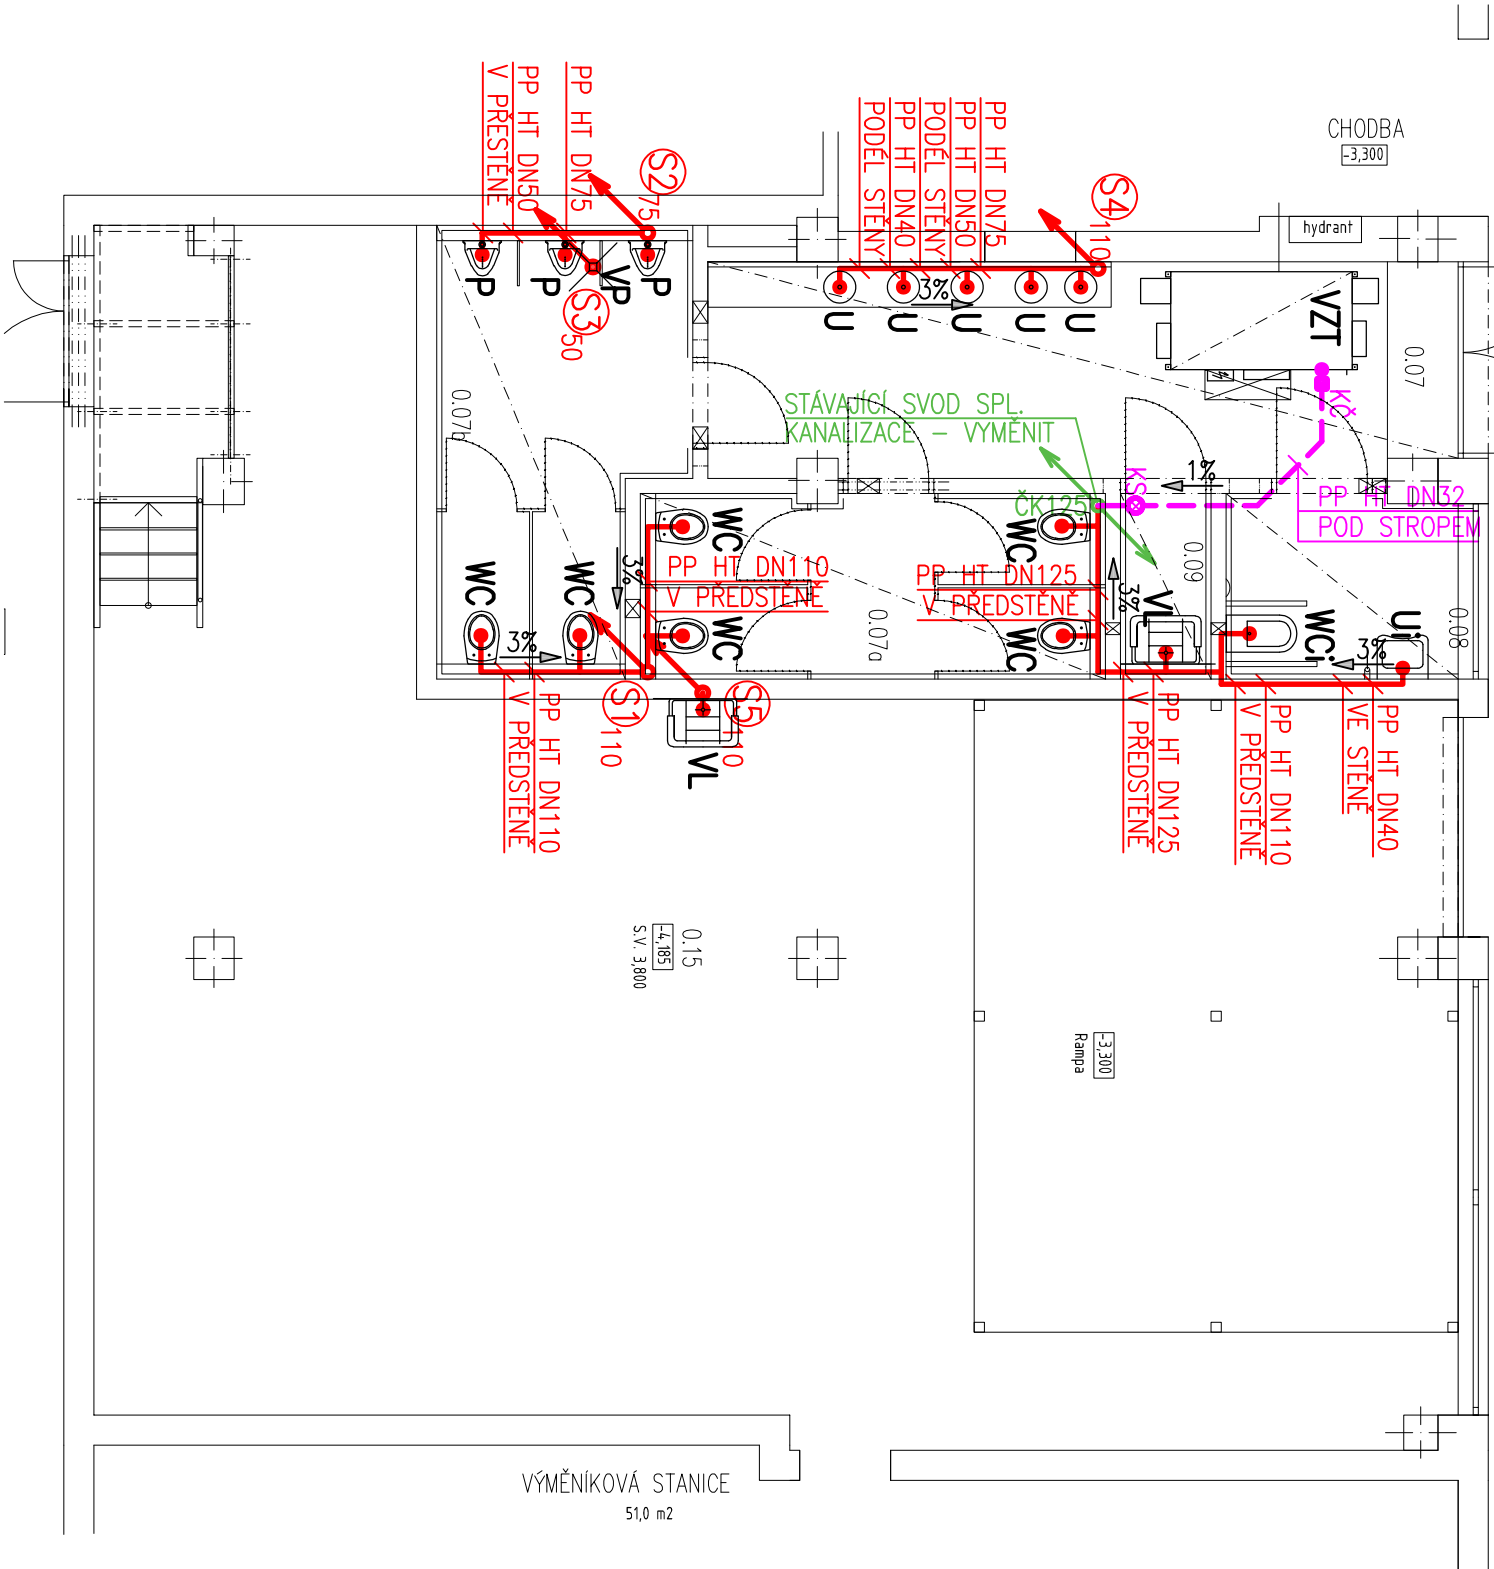 CHODBA
-3,300
hydrant
PP HT DN75
PP HT DN50
V PŘESTĚNĚ
S2
75
PP HT DN75
PP HT DN50
PODÉL STĚNY
PP HT DN40
PODÉL STĚNY
S4
110
P
P
VP
P
S3
50
U
U
U
U
U
3%
VZT
0.07
KČ
0.07b
STÁVAJÍCÍ SVOD SPL.
KANALIZACE – VYMĚNIT
ČK125
KS
1%
PP HT DN32
POD STROPEM
WC
WC
3%
3%
WC
WC
PP HT DN110
V PŘEDSTĚNĚ
WC
WC
PP HT DN125
V PŘEDSTĚNĚ
0.07a
3%
VL
0.09
WCi
Ui
3%
0.08
S1
110
S5
110
VL
PP HT DN110
V PŘEDSTĚNĚ
PP HT DN125
V PŘEDSTĚNĚ
PP HT DN110
V PŘEDSTĚNĚ
PP HT DN40
VE STĚNĚ
0.15
-4,185
S.V. 3,800
-3,300
Rampa
VÝMĚNÍKOVÁ STANICE
51,0 m2